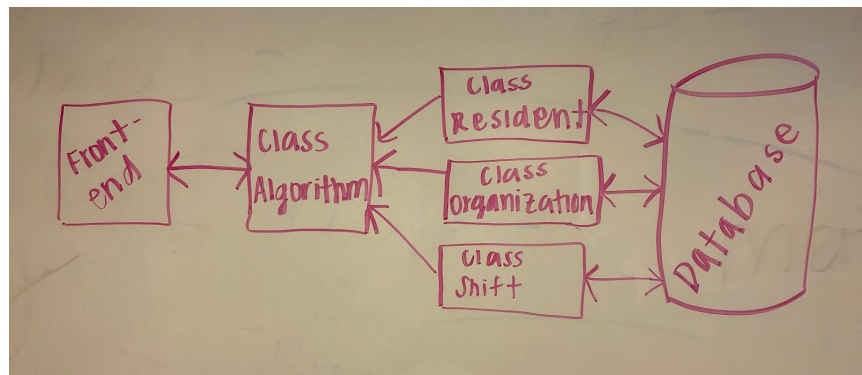 Front-
end
Class
Algorithm
Class
Resident
Class
Organization
Class
Shift
Database